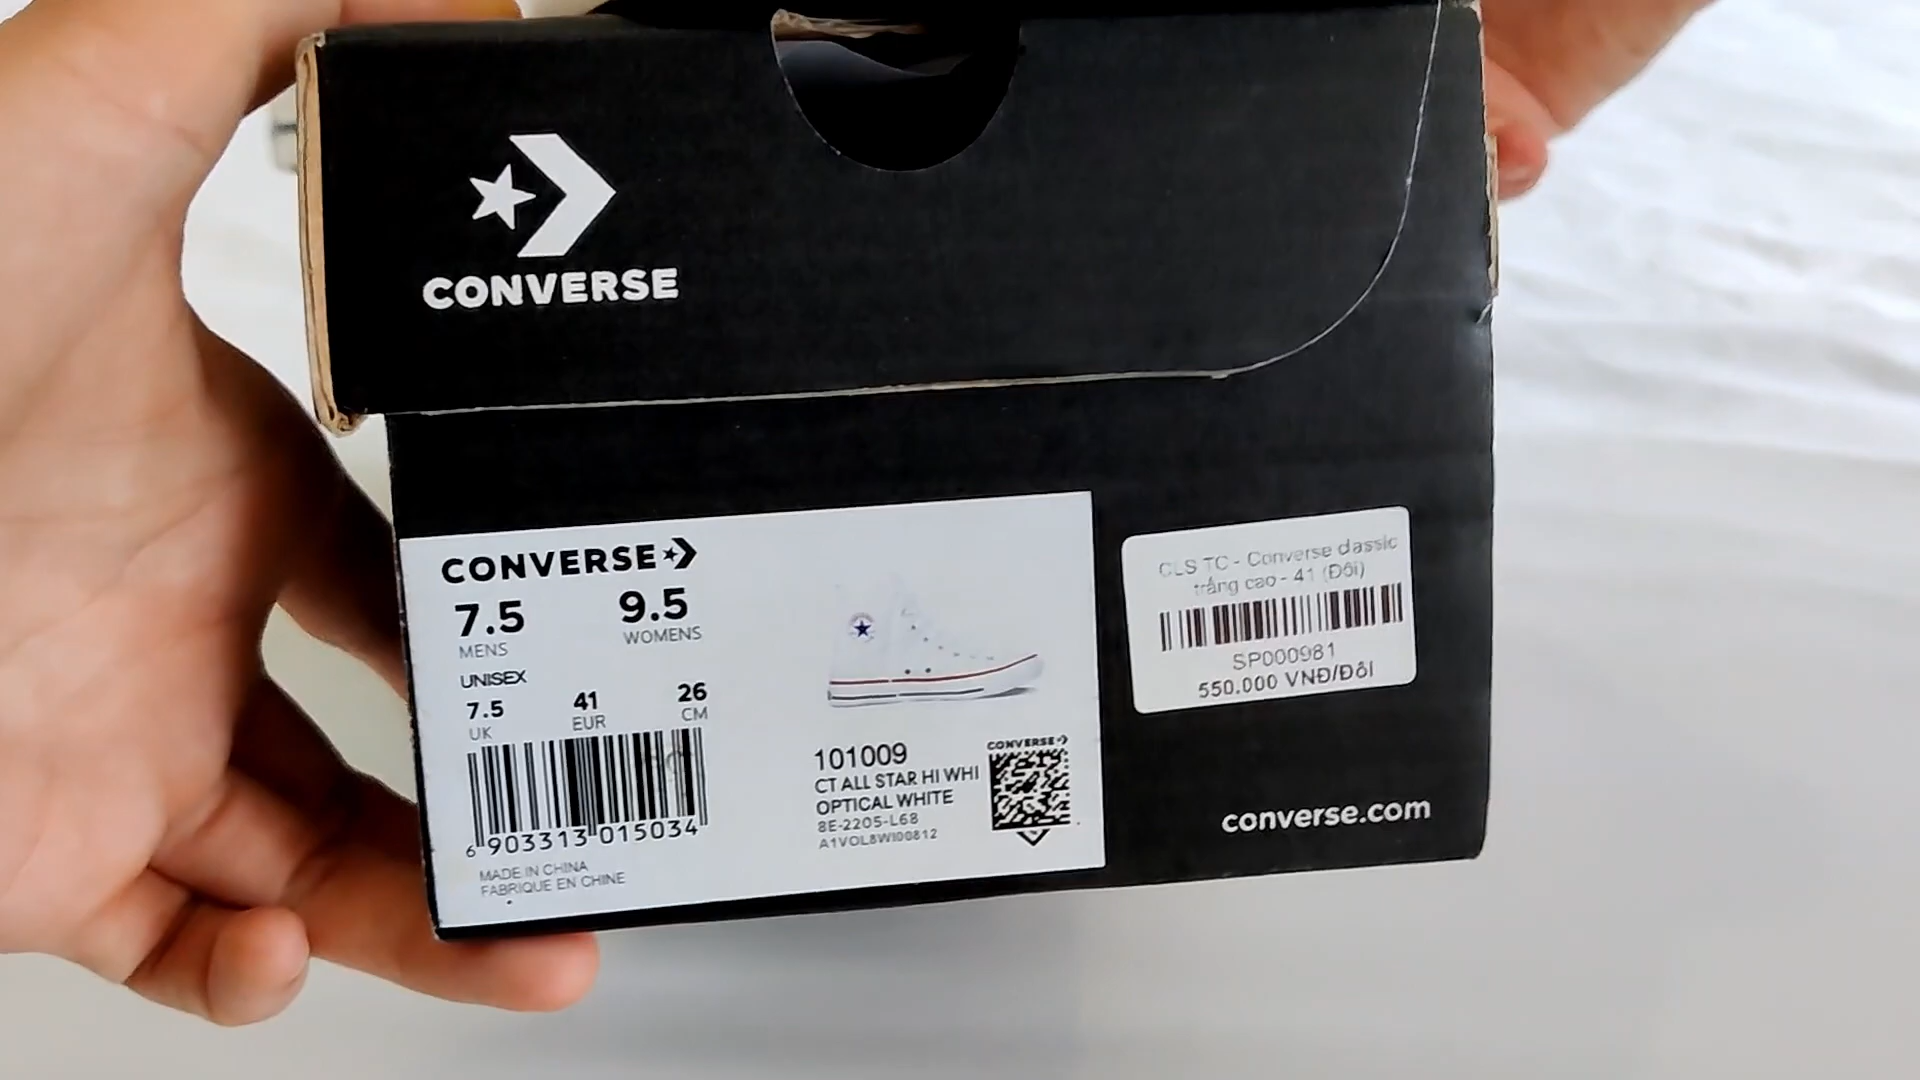 CONVERSE
CONVERSE
7.5
MENS
9.5
WOMENS
UNISEX
7.5
UK
41
EUR
26
CM
6 903313 015034
MADE IN CHINA
FABRIQUE EN CHINE
101009
CT ALL STAR HI WHI
OPTICAL WHITE
8E-2205-L68
A1VOL8WI00812
CONVERSE
CLS TC - Converse classic
trắng cao - 41 (Đôi)
SP000981
550.000 VNĐ/Đôi
converse.com